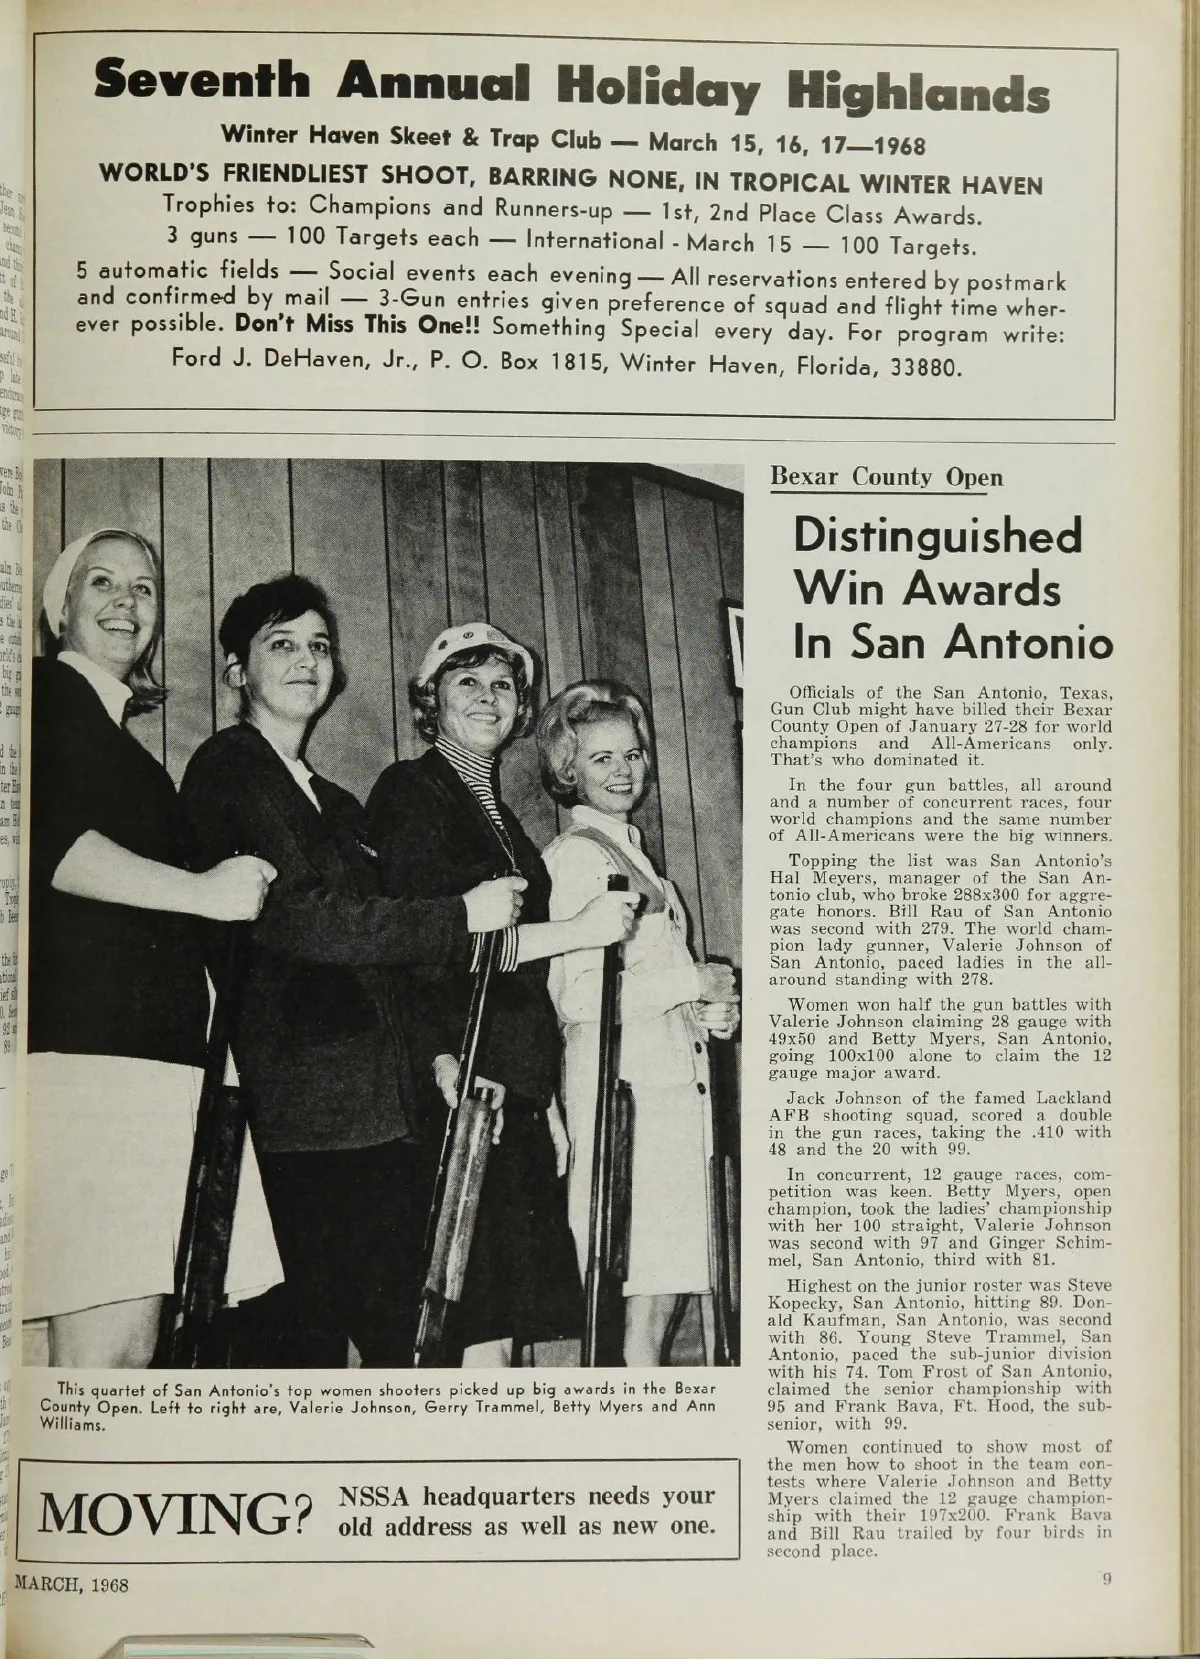 Seventh Annual Holiday Highlands
Winter Haven Skeet & Trap Club — March 15, 16, 17—1968
WORLD'S FRIENDLIEST SHOOT, BARRING NONE, IN TROPICAL WINTER HAVEN
Trophies to: Champions and Runners-up — 1st, 2nd Place Class Awards.
3 guns — 100 Targets each — International - March 15 — 100 Targets.
5 automatic fields — Social events each evening — All reservations entered by postmark
and confirmed by mail — 3-Gun entries given preference of squad and flight time wher-
ever possible. Don't Miss This One!! Something Special every day. For program write:
Ford J. DeHaven, Jr., P. O. Box 1815, Winter Haven, Florida, 33880.
This quartet of San Antonio's top women shooters picked up big awards in the Bexar
County Open. Left to right are, Valerie Johnson, Gerry Trammel, Betty Myers and Ann
Williams.
MOVING?
NSSA headquarters needs your
old address as well as new one.
Bexar County Open
Distinguished
Win Awards
In San Antonio
Officials of the San Antonio, Texas,
Gun Club might have billed their Bexar
County Open of January 27-28 for world
champions and All-Americans only.
That's who dominated it.
In the four gun battles, all around
and a number of concurrent races, four
world champions and the same number
of All-Americans were the big winners.
Topping the list was San Antonio's
Hal Meyers, manager of the San An-
tonio club, who broke 288x300 for aggre-
gate honors. Bill Rau of San Antonio
was second with 279. The world cham-
pion lady gunner, Valerie Johnson of
San Antonio, paced ladies in the all-
around standing with 278.
Women won half the gun battles with
Valerie Johnson claiming 28 gauge with
49x50 and Betty Myers, San Antonio,
going 100x100 alone to claim the 12
gauge major award.
Jack Johnson of the famed Lackland
AFB shooting squad, scored a double
in the gun races, taking the .410 with
48 and the 20 with 99.
In concurrent, 12 gauge races, com-
petition was keen. Betty Myers, open
champion, took the ladies' championship
with her 100 straight, Valerie Johnson
was second with 97 and Ginger Schim-
mel, San Antonio, third with 81.
Highest on the junior roster was Steve
Kopecky, San Antonio, hitting 89. Don-
ald Kaufman, San Antonio, was second
with 86. Young Steve Trammel, San
Antonio, paced the sub-junior division
with his 74. Tom Frost of San Antonio,
claimed the senior championship with
95 and Frank Bava, Ft. Hood, the sub-
senior, with 99.
Women continued to show most of
the men how to shoot in the team con-
tests where Valerie Johnson and Betty
Myers claimed the 12 gauge champion-
ship with their 197x200. Frank Bava
and Bill Rau trailed by four birds in
second place.
MARCH, 1968
9